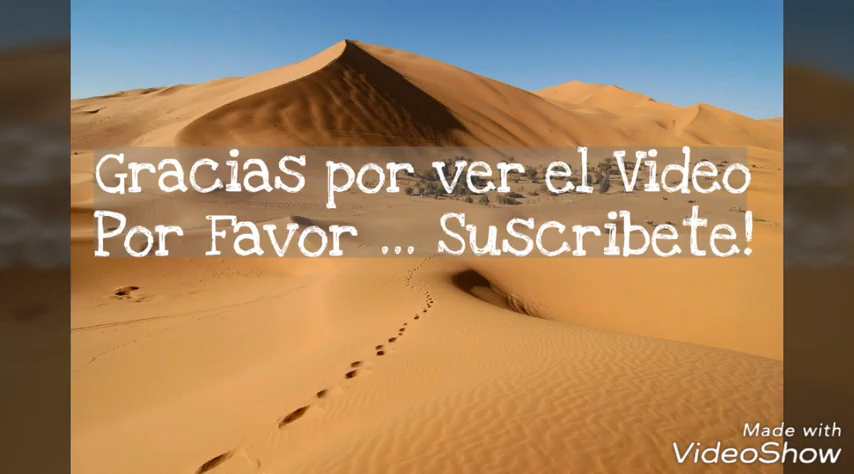 Gracias por ver el Video
Por Favor ... Suscribete!
Made with
VideoShow